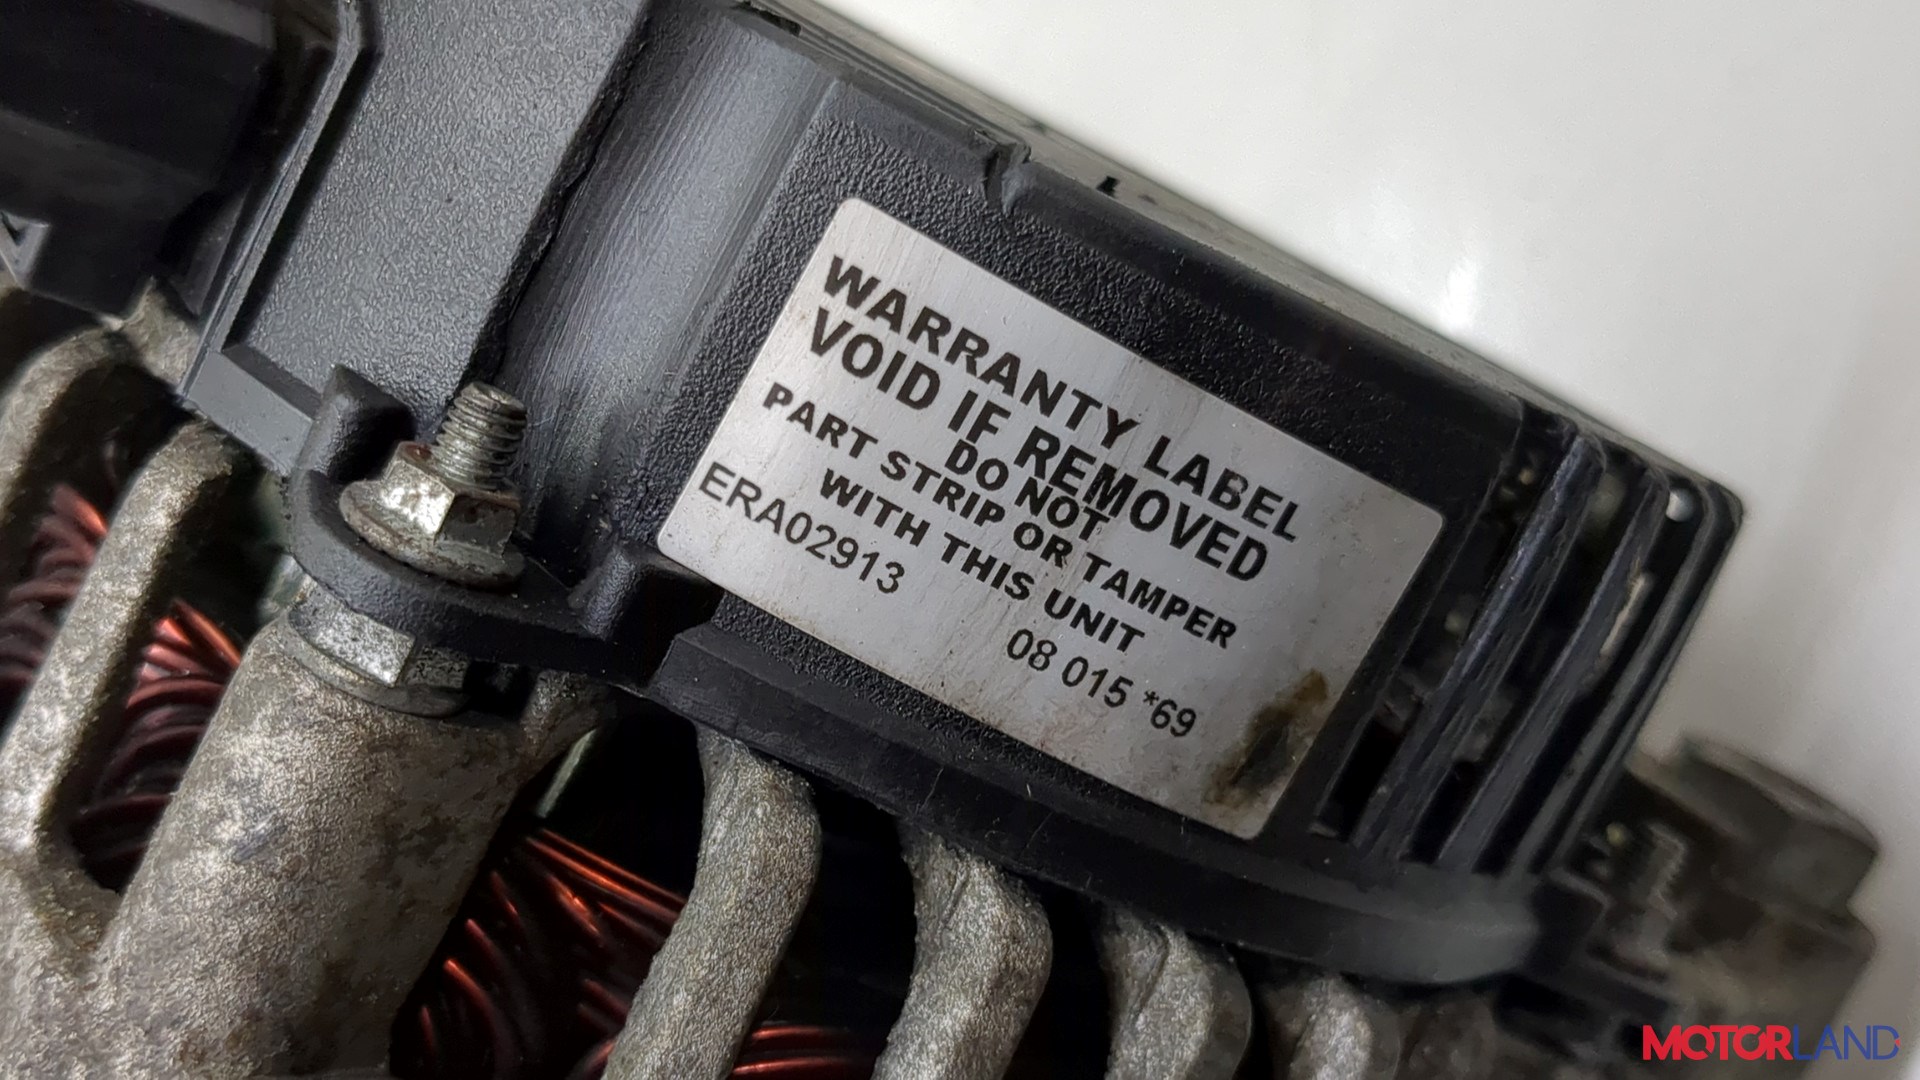 WARRANTY LABEL
VOID IF REMOVED
DO NOT
PART STRIP OR TAMPER
WITH THIS UNIT
ERA02913
08 015 *69
MOTORLAND